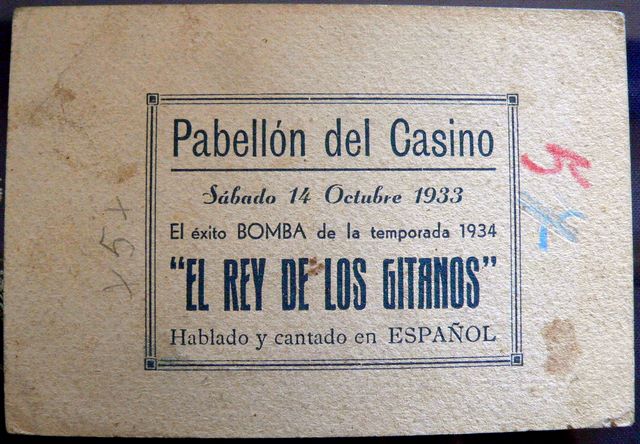 Pabellón del Casino
Sábado 14 Octubre 1933
El éxito BOMBA de la temporada 1934
"EL REY DE LOS GITANOS"
Hablado y cantado en ESPAÑOL